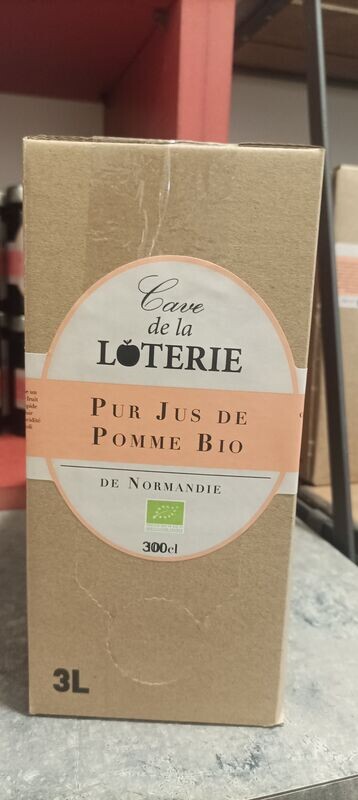 Cave
de la
LOTERIE
PUR JUS DE
POMME BIO
DE NORMANDIE
300cl
3L